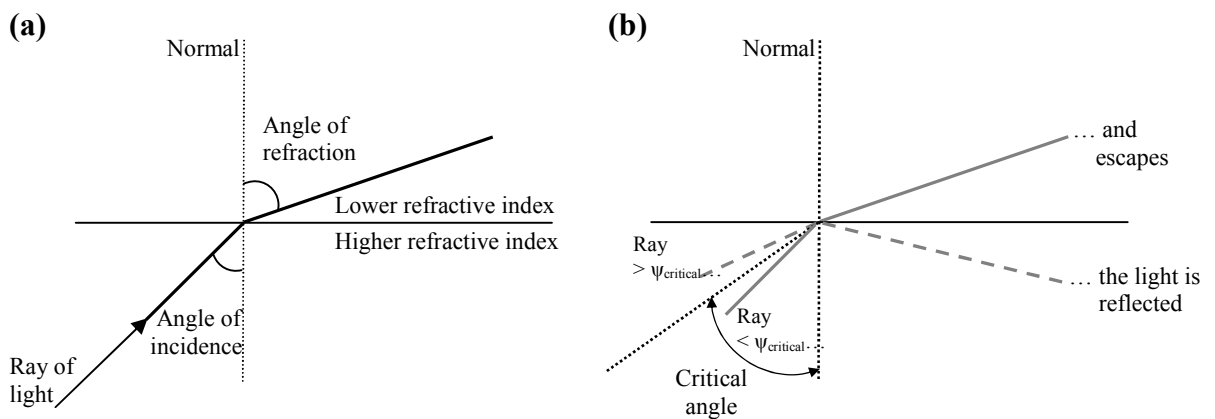 (a)
Normal
Angle of
refraction
Lower refractive index
Higher refractive index
Angle of
incidence
Ray of
light
(b)
Normal
… and
escapes
Ray
> ψcritical…
… the light is
reflected
Ray
< ψcritical…
Critical
angle